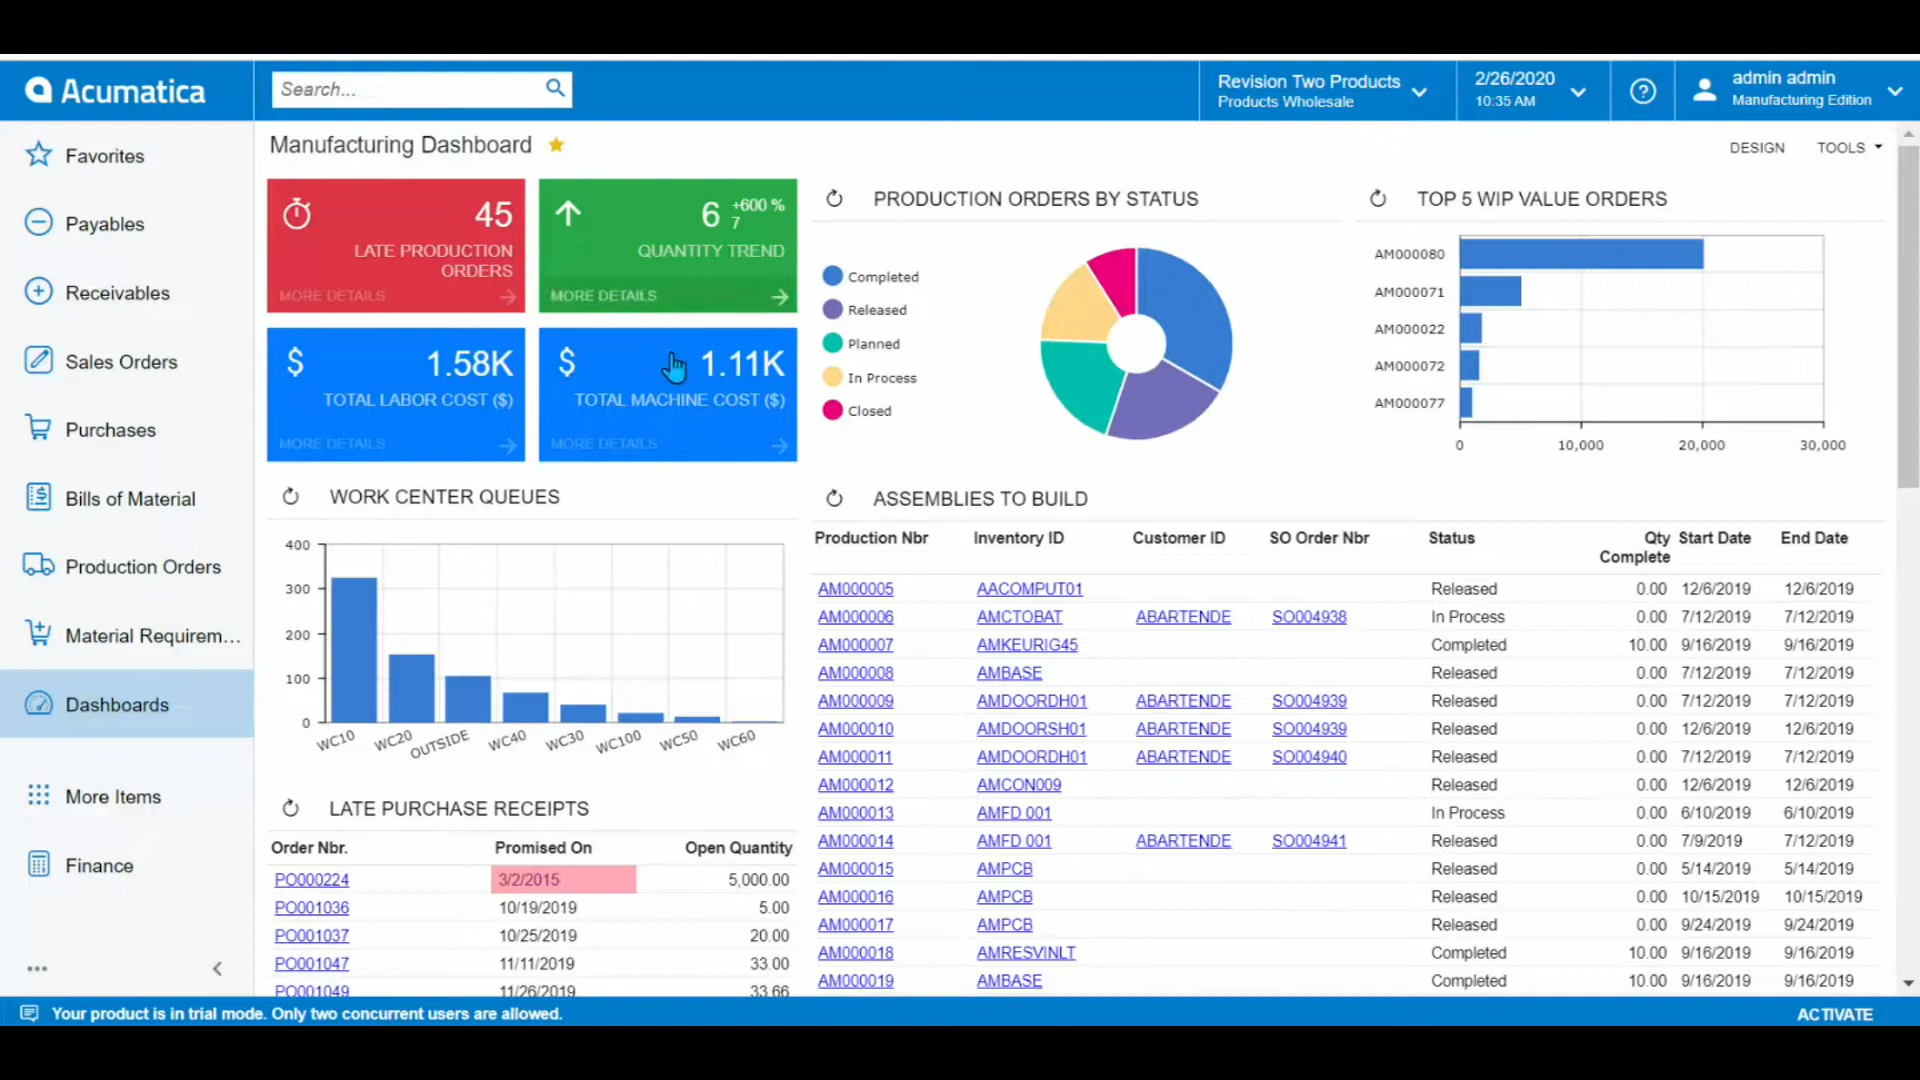 Acumatica
Search...
Revision Two Products
Products Wholesale
2/26/2020
10:35 AM
admin admin
Manufacturing Edition
Favorites
Payables
Receivables
Sales Orders
Purchases
Bills of Material
Production Orders
Material Requirem...
Dashboards
More Items
Finance
Manufacturing Dashboard
DESIGN
TOOLS
45
LATE PRODUCTION
ORDERS
MORE DETAILS
6 +600 %
7
QUANTITY TREND
MORE DETAILS
$ 1.58K
TOTAL LABOR COST ($)
MORE DETAILS
$ 1.11K
TOTAL MACHINE COST ($)
MORE DETAILS
PRODUCTION ORDERS BY STATUS
Completed
Released
Planned
In Process
Closed
TOP 5 WIP VALUE ORDERS
AM000080
AM000071
AM000022
AM000072
AM000077
0 10,000 20,000 30,000
WORK CENTER QUEUES
400
300
200
100
0
WC10 WC20 OUTSIDE WC40 WC30 WC100 WC50 WC60
LATE PURCHASE RECEIPTS
Order Nbr. Promised On Open Quantity
PO000224 3/2/2015 5,000.00
PO001036 10/19/2019 5.00
PO001037 10/25/2019 20.00
PO001047 11/11/2019 33.00
PO001049 11/26/2019 33.66
ASSEMBLIES TO BUILD
Production Nbr Inventory ID Customer ID SO Order Nbr Status Qty Complete Start Date End Date
AM000005 AACOMPUT01 Released 0.00 12/6/2019 12/6/2019
AM000006 AMCTOBAT ABARTENDE SO004938 In Process 0.00 7/12/2019 7/12/2019
AM000007 AMKEURIG45 Completed 10.00 9/16/2019 9/16/2019
AM000008 AMBASE Released 0.00 7/12/2019 7/12/2019
AM000009 AMDOORDH01 ABARTENDE SO004939 Released 0.00 7/12/2019 7/12/2019
AM000010 AMDOORSH01 ABARTENDE SO004939 Released 0.00 12/6/2019 12/6/2019
AM000011 AMDOORDH01 ABARTENDE SO004940 Released 0.00 7/12/2019 7/12/2019
AM000012 AMCON009 Released 0.00 12/6/2019 12/6/2019
AM000013 AMFD 001 In Process 0.00 6/10/2019 6/10/2019
AM000014 AMFD 001 ABARTENDE SO004941 Released 0.00 7/9/2019 7/12/2019
AM000015 AMPCB Released 0.00 5/14/2019 5/14/2019
AM000016 AMPCB Released 0.00 10/15/2019 10/15/2019
AM000017 AMPCB Released 0.00 9/24/2019 9/24/2019
AM000018 AMRESVINLT Completed 10.00 9/16/2019 9/16/2019
AM000019 AMBASE Completed 10.00 9/16/2019 9/16/2019
Your product is in trial mode. Only two concurrent users are allowed.
ACTIVATE